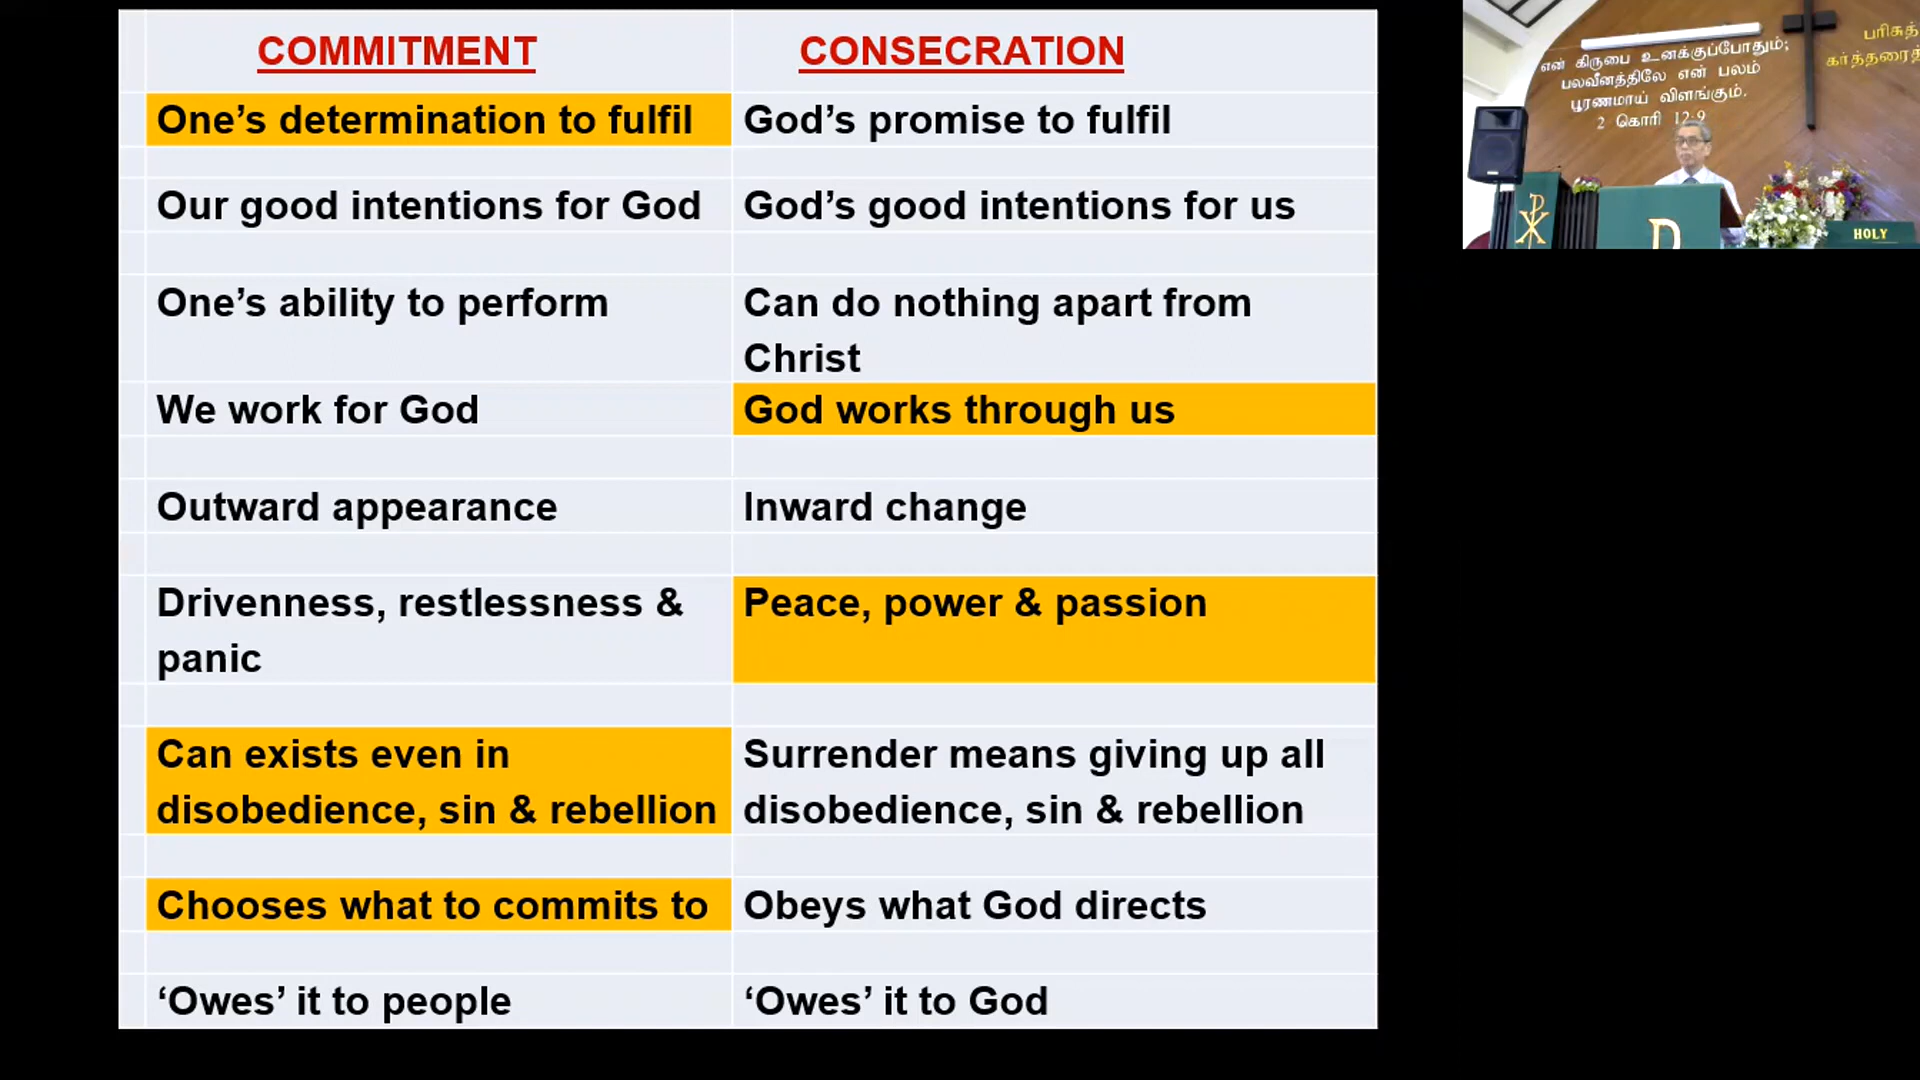 COMMITMENT CONSECRATION
One’s determination to fulfil God’s promise to fulfil
Our good intentions for God God’s good intentions for us
One’s ability to perform Can do nothing apart from
Christ
We work for God God works through us
Outward appearance Inward change
Drivenness, restlessness & Peace, power & passion
panic
Can exists even in Surrender means giving up all
disobedience, sin & rebellion disobedience, sin & rebellion
Chooses what to commits to Obeys what God directs
‘Owes’ it to people ‘Owes’ it to God
என் கிருபை உனக்குப்போதும்;
பலவீனத்திலே என் பலம்
பூரணமாய் விளங்கும்.
2 கொரி 12:9
பரிசுத்
கர்த்தரைத்
HOLY